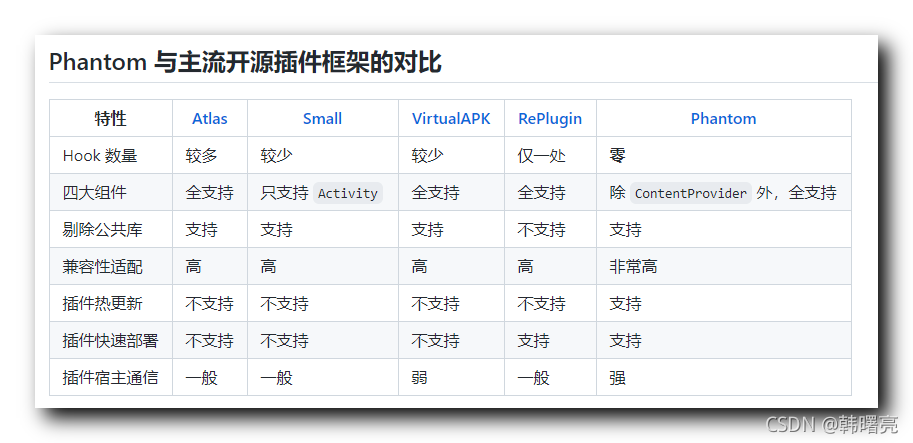 Phantom 与主流开源插件框架的对比
特性 Atlas Small VirtualAPK RePlugin Phantom
Hook 数量 较多 较少 较少 仅一处 零
四大组件 全支持 只支持 Activity 全支持 全支持 除 ContentProvider 外，全支持
剔除公共库 支持 支持 支持 不支持 支持
兼容性适配 高 高 高 高 非常高
插件热更新 不支持 不支持 不支持 不支持 支持
插件快速部署 不支持 不支持 不支持 支持 支持
插件宿主通信 一般 一般 弱 一般 强
CSDN @韩曙亮